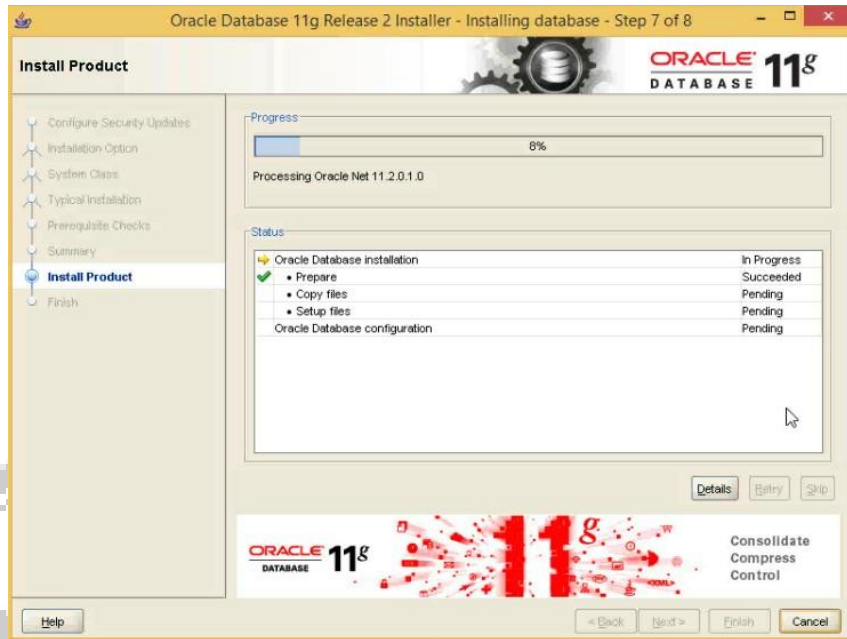 Oracle Database 11g Release 2 Installer - Installing database - Step 7 of 8
Install Product
ORACLE
DATABASE 11g
Configure Security Updates
Installation Option
System Class
Typical Installation
Prerequisite Checks
Summary
Install Product
Finish
Progress
8%
Processing Oracle Net 11.2.0.1.0
Status
Oracle Database installation In Progress
• Prepare Succeeded
• Copy files Pending
• Setup files Pending
Oracle Database configuration Pending
Details Retry Skip
ORACLE
DATABASE 11g
11g
Consolidate
Compress
Control
Help < Back Next > Finish Cancel